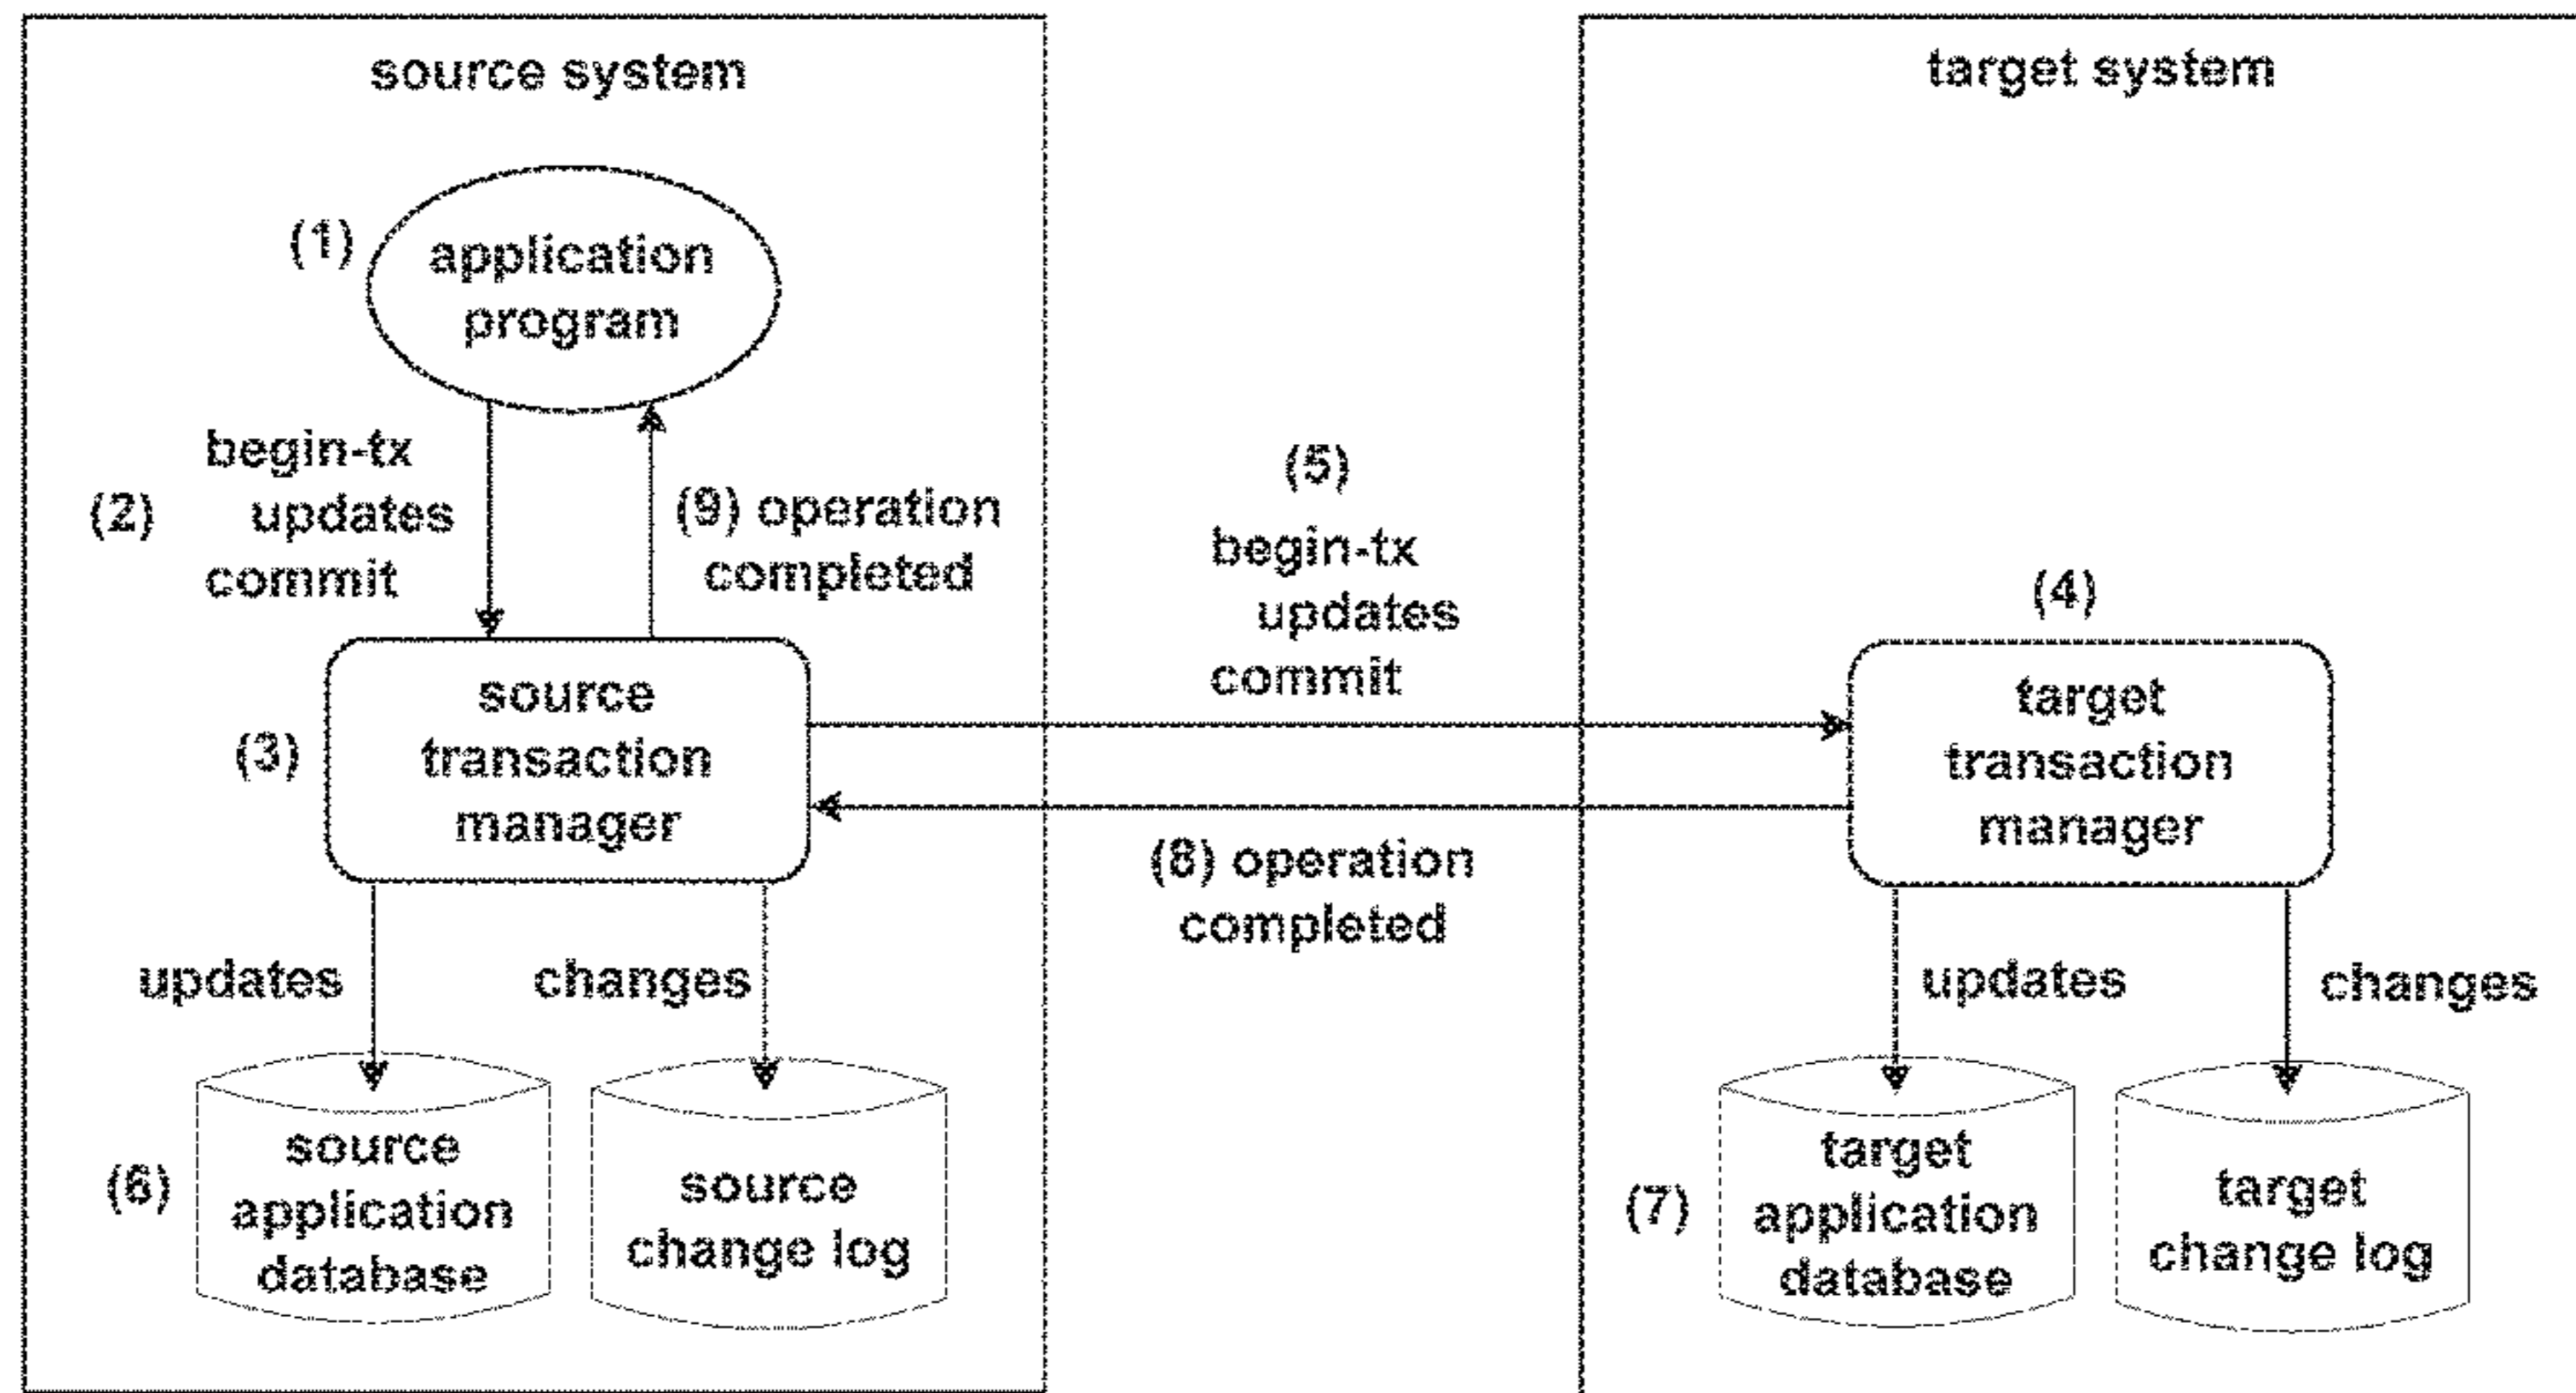 source system
(1)
application
program
(2)
begin-tx
updates
commit
(9) operation
completed
(3)
source
transaction
manager
updates
changes
(6)
source
application
database
source
change log
(5)
begin-tx
updates
commit
(8) operation
completed
target system
(4)
target
transaction
manager
updates
changes
(7)
target
application
database
target
change log